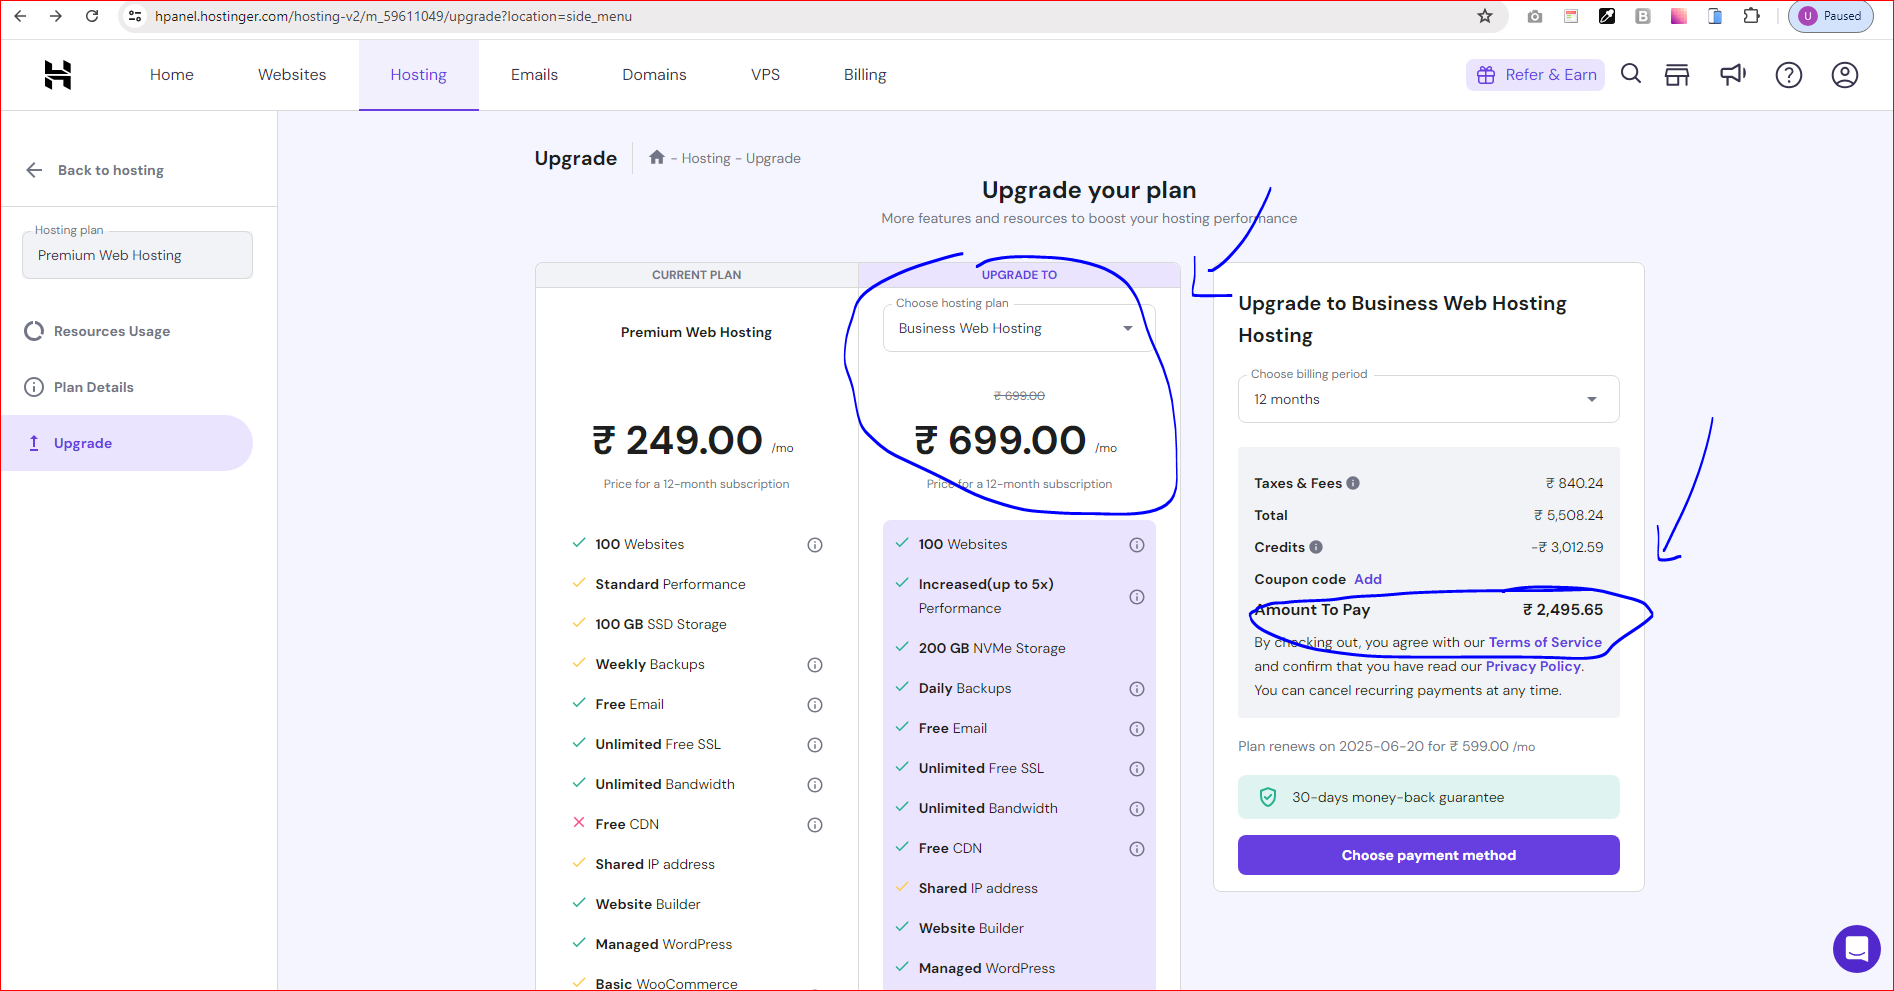 hpanel.hostinger.com/hosting-v2/m_59611049/upgrade?location=side_menu
B
U Paused
Home Websites Hosting Emails Domains VPS Billing
Refer & Earn
Back to hosting
Hosting plan
Premium Web Hosting
Resources Usage
Plan Details
Upgrade
Upgrade - Hosting - Upgrade
Upgrade your plan
More features and resources to boost your hosting performance
CURRENT PLAN
Premium Web Hosting
₹ 249.00 /mo
Price for a 12-month subscription
100 Websites
Standard Performance
100 GB SSD Storage
Weekly Backups
Free Email
Unlimited Free SSL
Unlimited Bandwidth
Free CDN
Shared IP address
Website Builder
Managed WordPress
Basic WooCommerce
UPGRADE TO
Choose hosting plan
Business Web Hosting
₹ 699.00
₹ 699.00 /mo
Price for a 12-month subscription
100 Websites
Increased(up to 5x)
Performance
200 GB NVMe Storage
Daily Backups
Free Email
Unlimited Free SSL
Unlimited Bandwidth
Free CDN
Shared IP address
Website Builder
Managed WordPress
Upgrade to Business Web Hosting
Hosting
Choose billing period
12 months
Taxes & Fees ₹ 840.24
Total ₹ 5,508.24
Credits -₹ 3,012.59
Coupon code Add
Amount To Pay ₹ 2,495.65
By checking out, you agree with our Terms of Service
and confirm that you have read our Privacy Policy.
You can cancel recurring payments at any time.
Plan renews on 2025-06-20 for ₹ 599.00 /mo
30-days money-back guarantee
Choose payment method